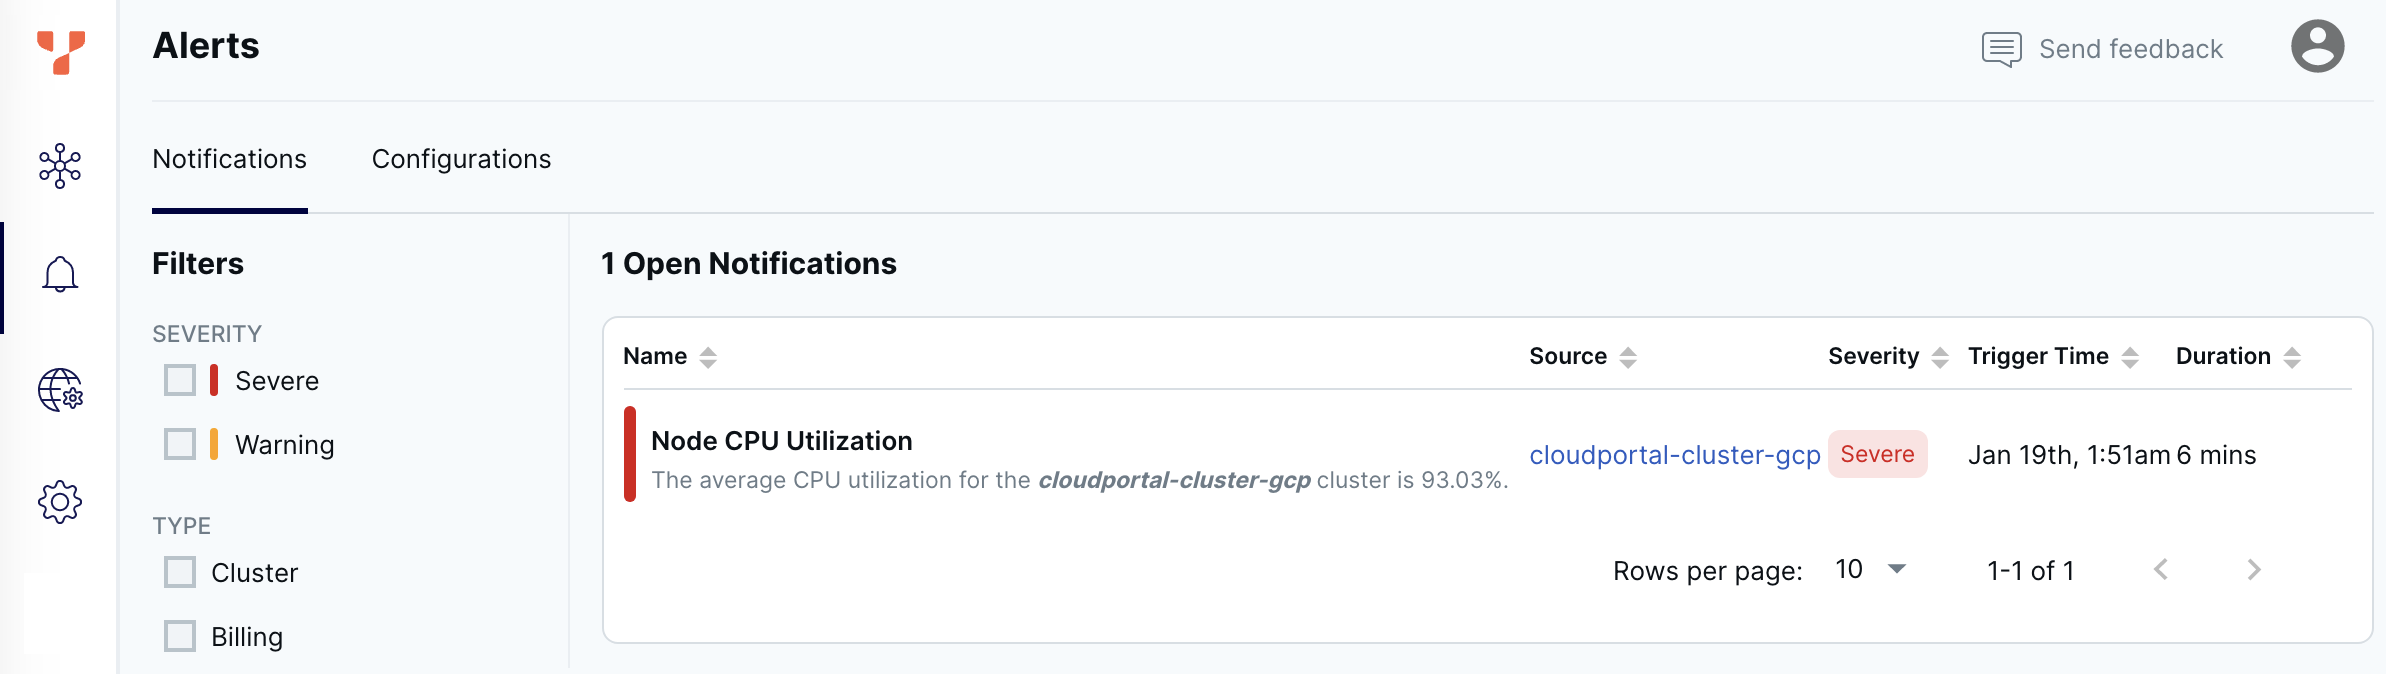 Alerts
Send feedback
Notifications
Configurations
Filters
SEVERITY
Severe
Warning
TYPE
Cluster
Billing
1 Open Notifications
Name Source Severity Trigger Time Duration
Node CPU Utilization
The average CPU utilization for the cloudportal-cluster-gcp cluster is 93.03%.
cloudportal-cluster-gcp Severe Jan 19th, 1:51am 6 mins
Rows per page: 10 1-1 of 1